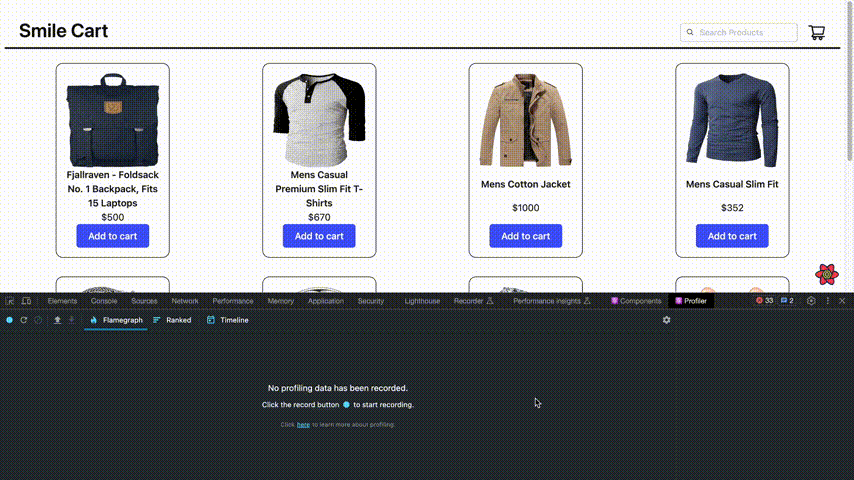 Smile Cart
Search Products
Fjallraven - Foldsack
No. 1 Backpack, Fits
15 Laptops
$500
Add to cart
Mens Casual
Premium Slim Fit T-
Shirts
$670
Add to cart
Mens Cotton Jacket
$1000
Add to cart
Mens Casual Slim Fit
$352
Add to cart
Elements Console Sources Network Performance Memory Application Security Lighthouse Recorder Performance insights Components Profiler 33 2
Flamegraph Ranked Timeline
No profiling data has been recorded.
Click the record button to start recording.
Click here to learn more about profiling.